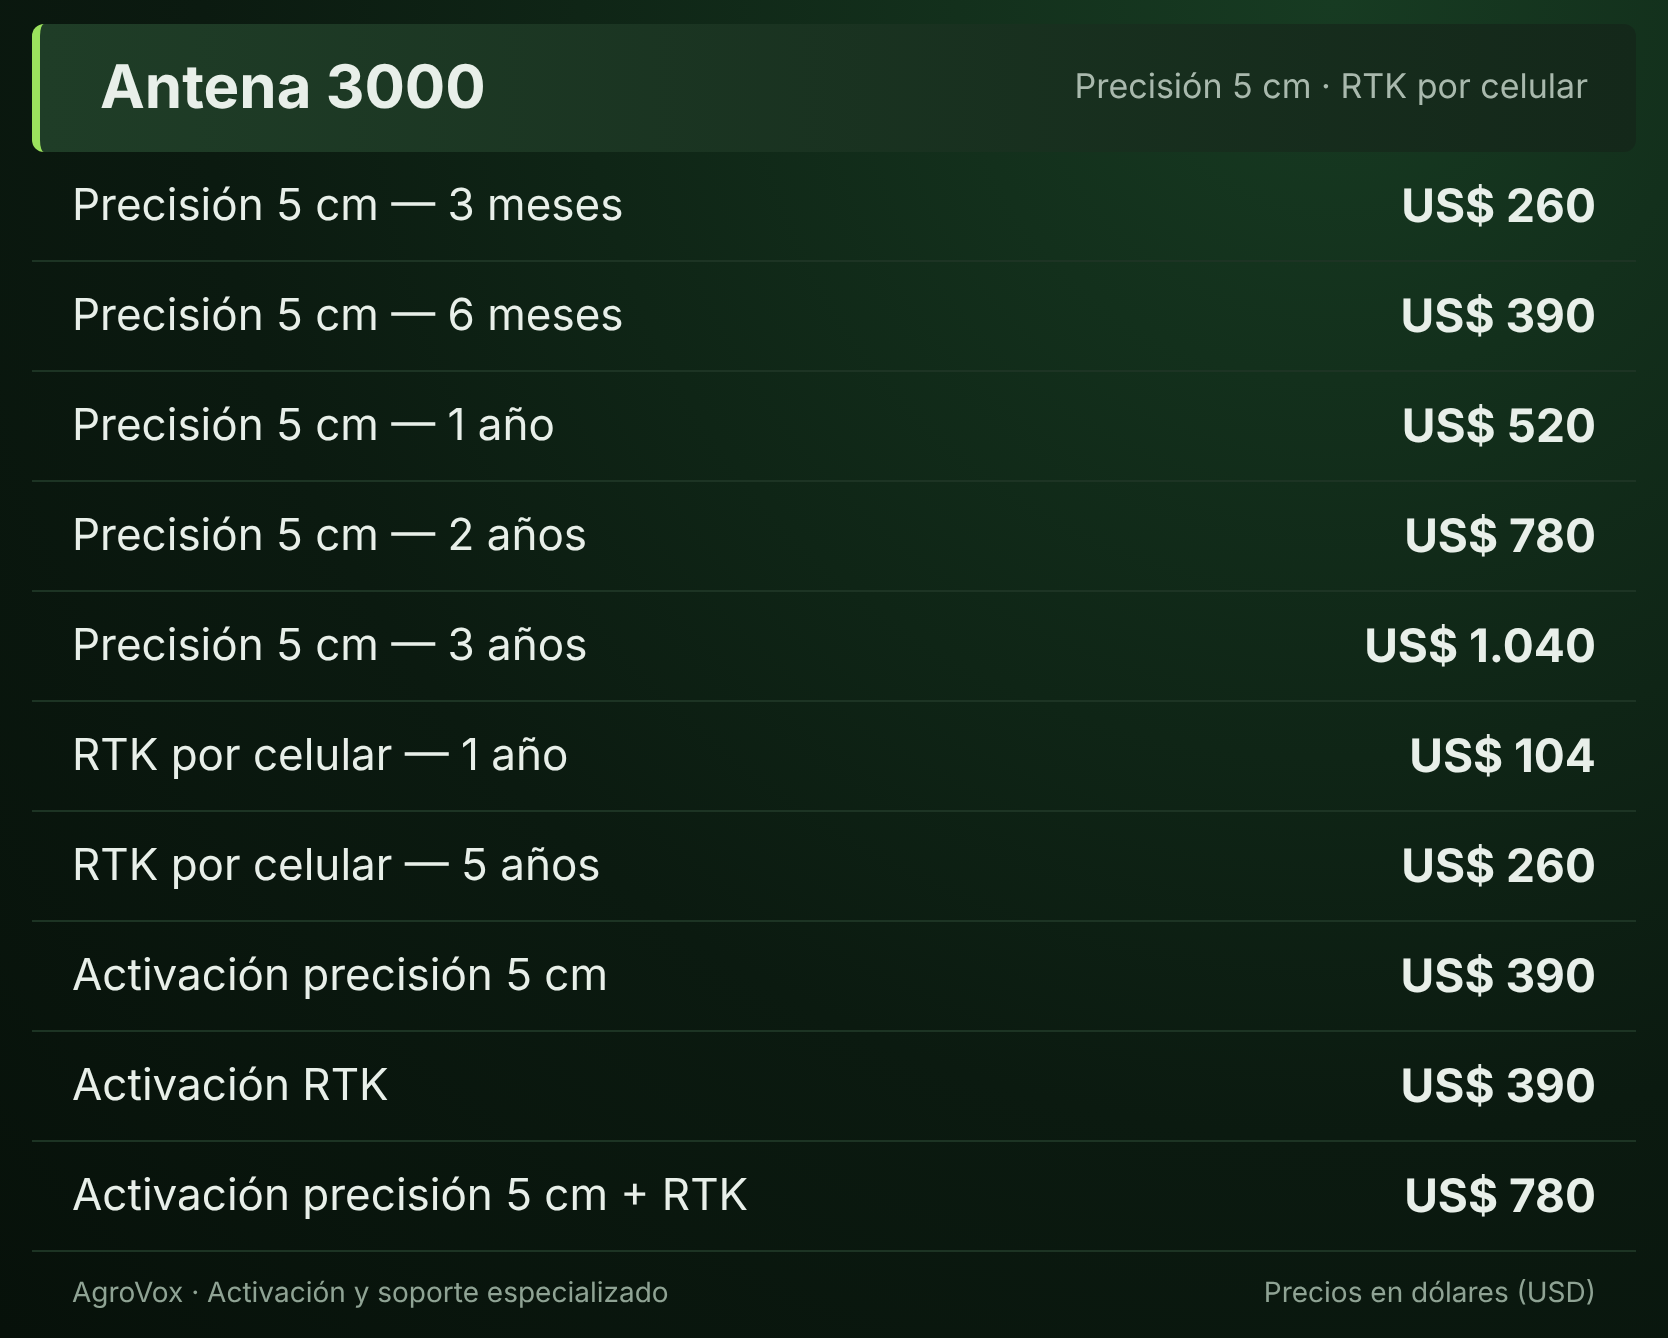 Antena 3000 Precisión 5 cm · RTK por celular
Precisión 5 cm — 3 meses US$ 260
Precisión 5 cm — 6 meses US$ 390
Precisión 5 cm — 1 año US$ 520
Precisión 5 cm — 2 años US$ 780
Precisión 5 cm — 3 años US$ 1.040
RTK por celular — 1 año US$ 104
RTK por celular — 5 años US$ 260
Activación precisión 5 cm US$ 390
Activación RTK US$ 390
Activación precisión 5 cm + RTK US$ 780
AgroVox · Activación y soporte especializado Precios en dólares (USD)